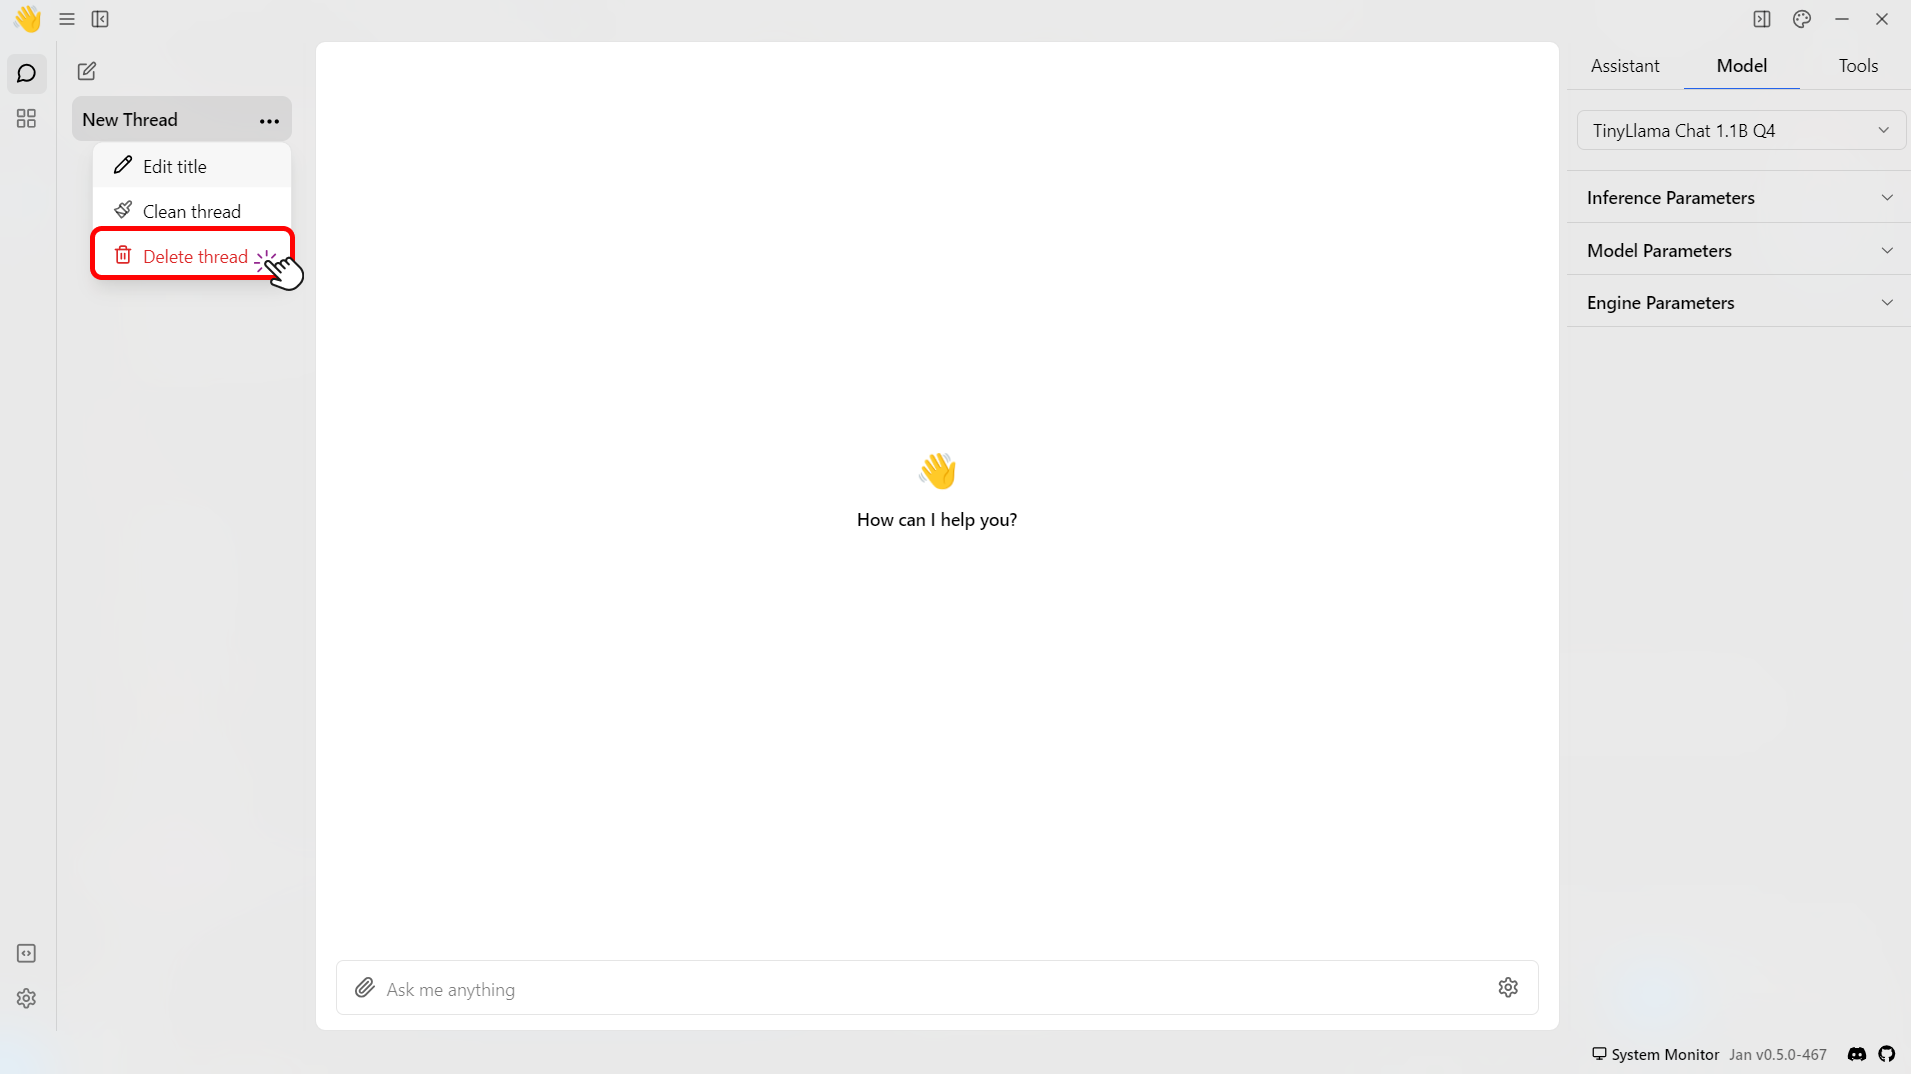 New Thread
Edit title
Clean thread
Delete thread
How can I help you?
Ask me anything
Assistant Model Tools
TinyLlama Chat 1.1B Q4
Inference Parameters
Model Parameters
Engine Parameters
System Monitor Jan v0.5.0-467